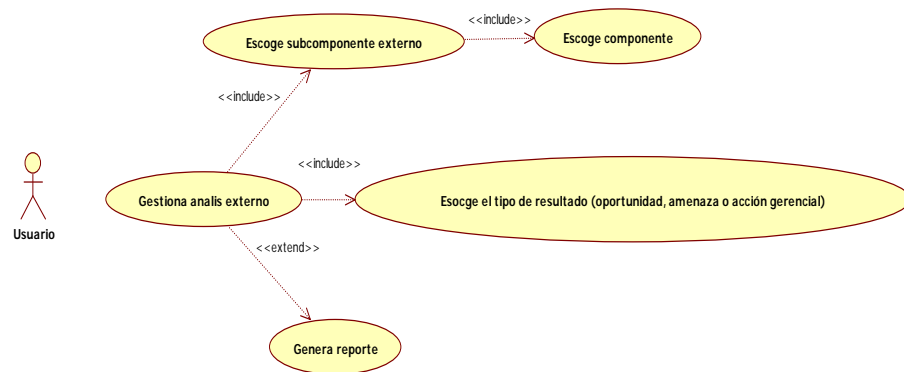 <<include>>
Escoge subcomponente externo
Escoge componente
<<include>>
<<include>>
Gestiona analis externo
Esocge el tipo de resultado (oportunidad, amenaza o acción gerencial)
Usuario
<<extend>>
Genera reporte